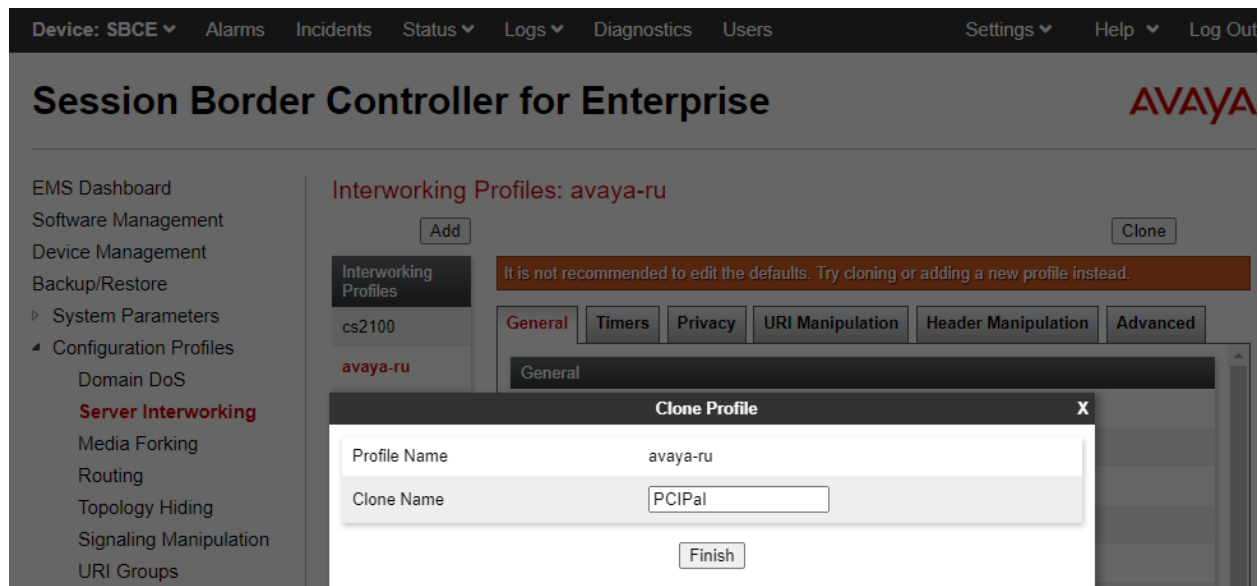 Device: SBCE Alarms Incidents Status Logs Diagnostics Users Settings Help Log Out
Session Border Controller for Enterprise
AVAYA
EMS Dashboard
Software Management
Device Management
Backup/Restore
System Parameters
Configuration Profiles
Domain DoS
Server Interworking
Media Forking
Routing
Topology Hiding
Signaling Manipulation
URI Groups
Interworking Profiles: avaya-ru
Add
Clone
Interworking
Profiles
cs2100
avaya-ru
It is not recommended to edit the defaults. Try cloning or adding a new profile instead.
General Timers Privacy URI Manipulation Header Manipulation Advanced
General
Clone Profile X
Profile Name avaya-ru
Clone Name PCIPal
Finish